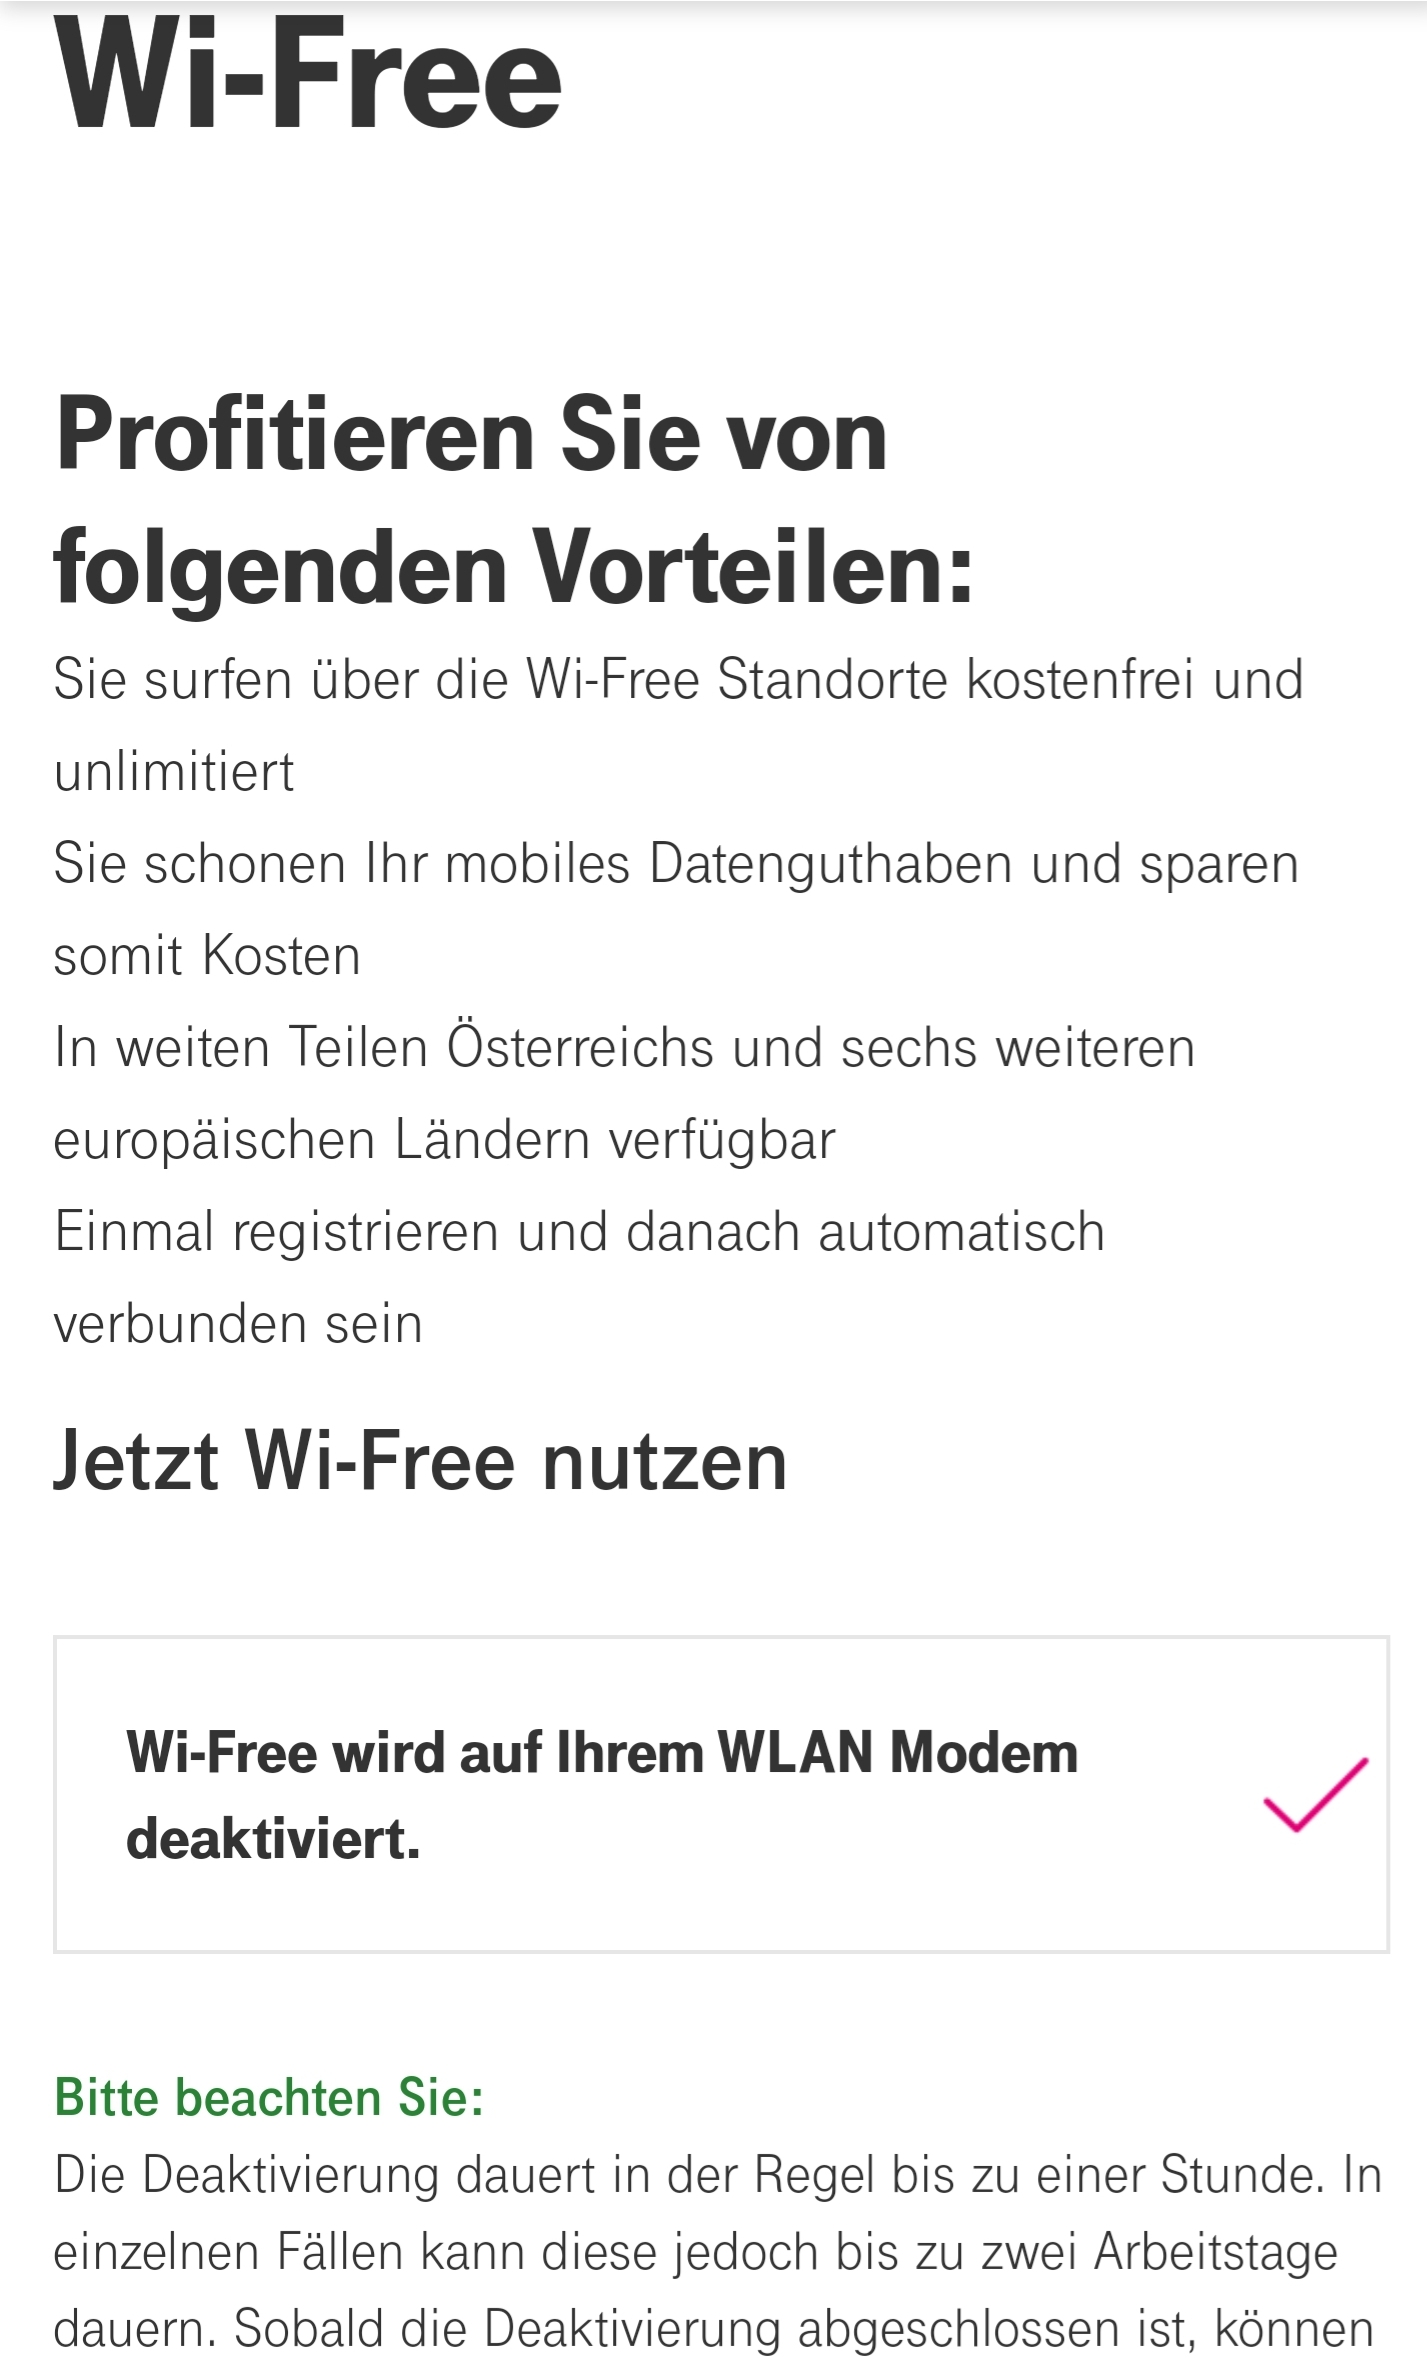 Wi-Free
Profitieren Sie von
folgenden Vorteilen:
Sie surfen über die Wi-Free Standorte kostenfrei und
unlimitiert
Sie schonen Ihr mobiles Datenguthaben und sparen
somit Kosten
In weiten Teilen Österreichs und sechs weiteren
europäischen Ländern verfügbar
Einmal registrieren und danach automatisch
verbunden sein
Jetzt Wi-Free nutzen
Wi-Free wird auf Ihrem WLAN Modem
deaktiviert.
Bitte beachten Sie:
Die Deaktivierung dauert in der Regel bis zu einer Stunde. In
einzelnen Fällen kann diese jedoch bis zu zwei Arbeitstage
dauern. Sobald die Deaktivierung abgeschlossen ist, können